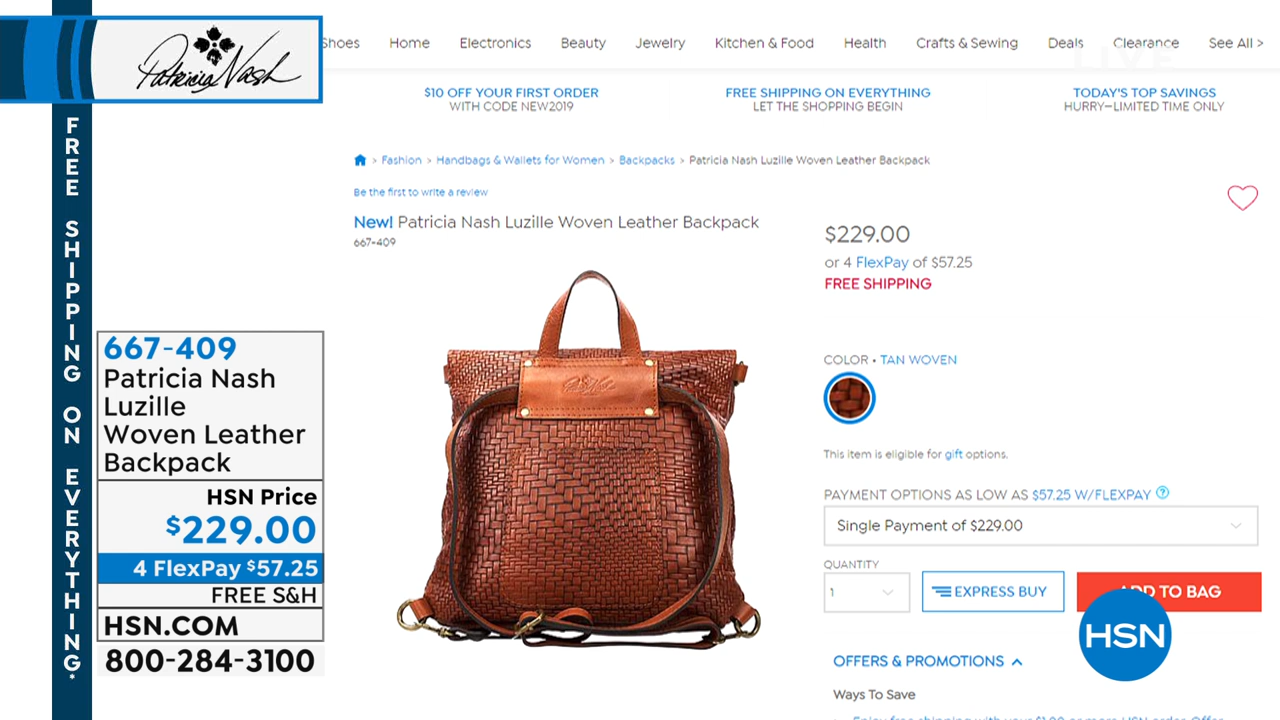 Patricia Nash
FREE SHIPPING ON EVERYTHING*
Shoes Home Electronics Beauty Jewelry Kitchen & Food Health Crafts & Sewing Deals Clearance See All >
LIVE
$10 OFF YOUR FIRST ORDER
WITH CODE NEW2019
FREE SHIPPING ON EVERYTHING
LET THE SHOPPING BEGIN
TODAY'S TOP SAVINGS
HURRY—LIMITED TIME ONLY
> Fashion > Handbags & Wallets for Women > Backpacks > Patricia Nash Luzille Woven Leather Backpack
Be the first to write a review
New! Patricia Nash Luzille Woven Leather Backpack
667-409
Patricia Nash
$229.00
or 4 FlexPay of $57.25
FREE SHIPPING
COLOR • TAN WOVEN
This item is eligible for gift options.
PAYMENT OPTIONS AS LOW AS $57.25 W/FLEXPAY ?
Single Payment of $229.00
QUANTITY
1
EXPRESS BUY
ADD TO BAG
HSN
OFFERS & PROMOTIONS
Ways To Save
667-409
Patricia Nash
Luzille
Woven Leather
Backpack
HSN Price
$229.00
4 FlexPay $57.25
FREE S&H
HSN.COM
800-284-3100